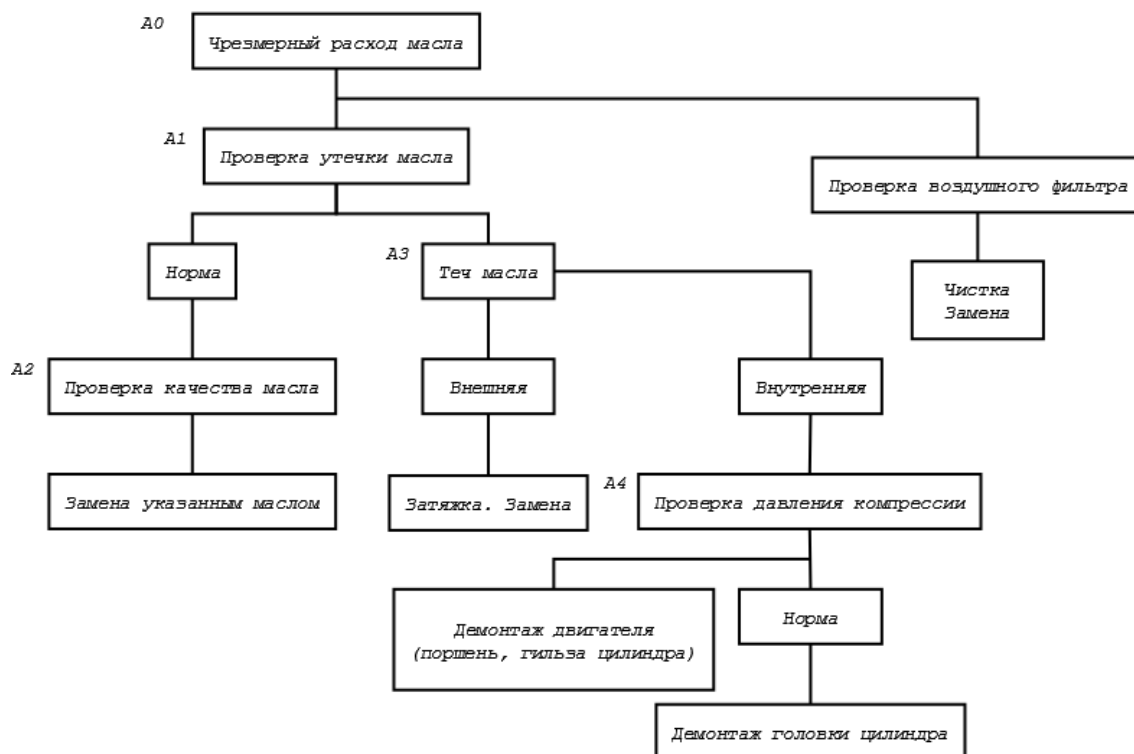 A0
Чрезмерный расход масла
A1
Проверка утечки масла
Проверка воздушного фильтра
Норма
A3
Теч масла
Чистка
Замена
A2
Проверка качества масла
Внешняя
Внутренняя
Замена указанным маслом
Затяжка. Замена
A4
Проверка давления компрессии
Демонтаж двигателя
(поршень, гильза цилиндра)
Норма
Демонтаж головки цилиндра